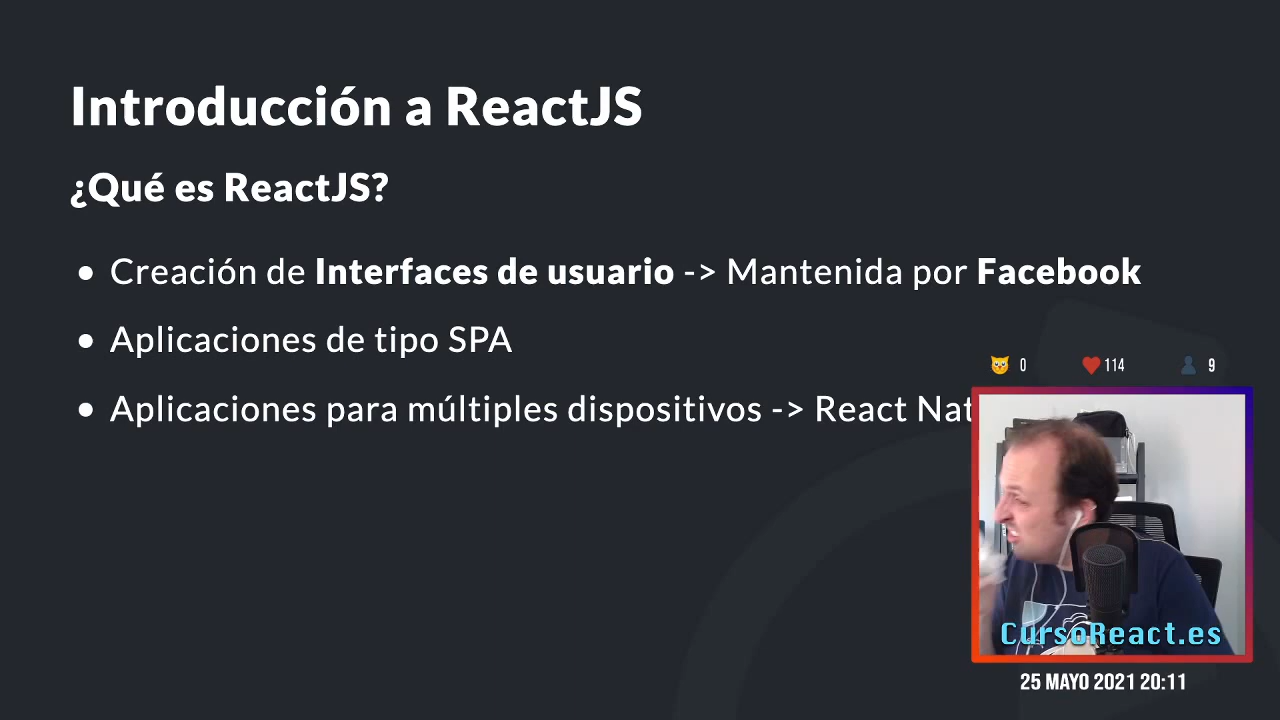 Introducción a ReactJS
¿Qué es ReactJS?
• Creación de Interfaces de usuario -> Mantenida por Facebook
• Aplicaciones de tipo SPA
0 114 9
• Aplicaciones para múltiples dispositivos -> React Nat
CursoReact.es
25 MAYO 2021 20:11